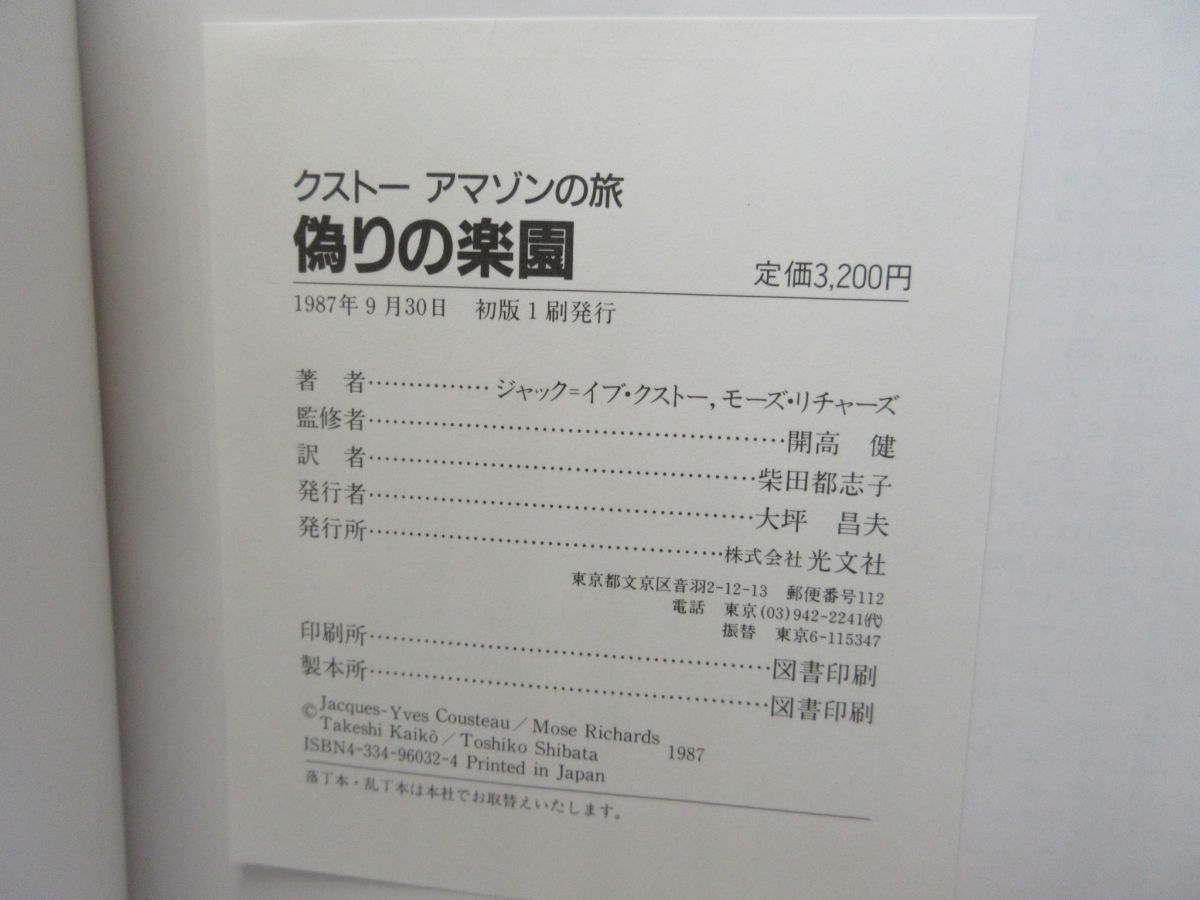 クストー アマゾンの旅
偽りの楽園
定価3,200円
1987年9月30日 初版1刷発行
著 者……………ジャック=イブ・クストー, モーズ・リチャーズ
監修者……………………………………開高 健
訳 者…………………………………柴田都志子
発行者…………………………………大坪 昌夫
発行所………………………………株式会社 光文社
東京都文京区音羽2-12-13 郵便番号112
電話 東京(03)942-2241(代)
振替 東京6-115347
印刷所……………………………………図書印刷
製本所……………………………………図書印刷
©Jacques-Yves Cousteau / Mose Richards
Takeshi Kaikô / Toshiko Shibata 1987
ISBN4-334-96032-4 Printed in Japan
落丁本・乱丁本は本社でお取替えいたします。